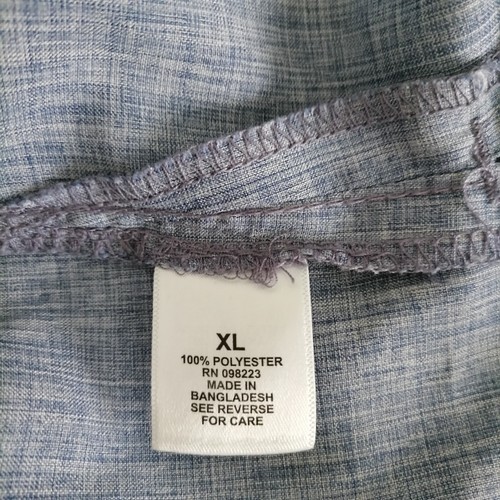 XL
100% POLYESTER
RN 098223
MADE IN
BANGLADESH
SEE REVERSE
FOR CARE